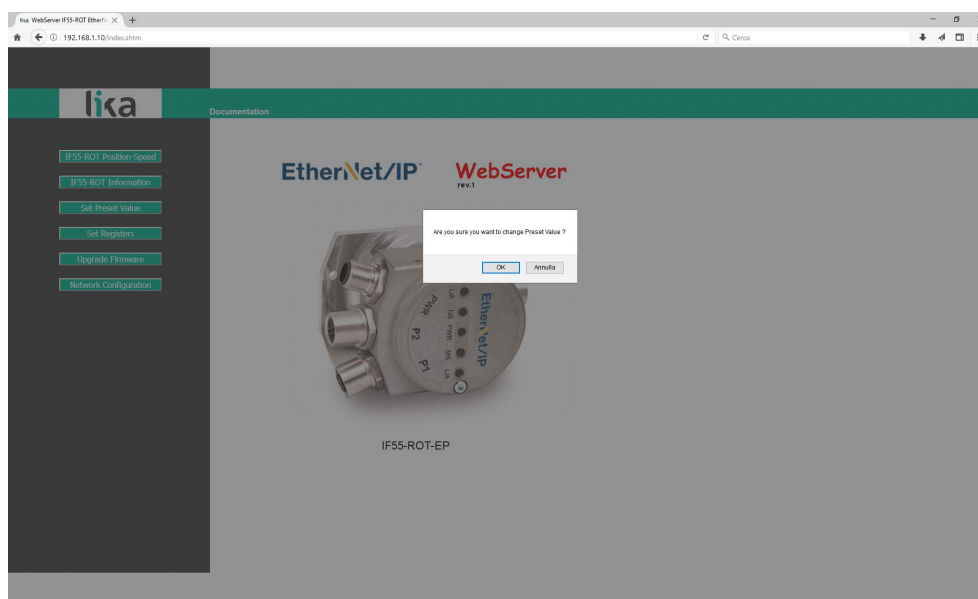 lika WebServer IF55-ROT EtherN
192.168.1.10/index.shtm
Cerca
lika
Documentation
IF55-ROT Position-Speed
IF55-ROT Information
Set Preset Value
Set Registers
Upgrade Firmware
Network Configuration
EtherNet/IP WebServer
rev.1
Are you sure you want to change Preset Value ?
OK Annulla
L/A
NS
PWR
MS
L/A
PWR
P2
P1
EtherNet/IP
IF55-ROT-EP